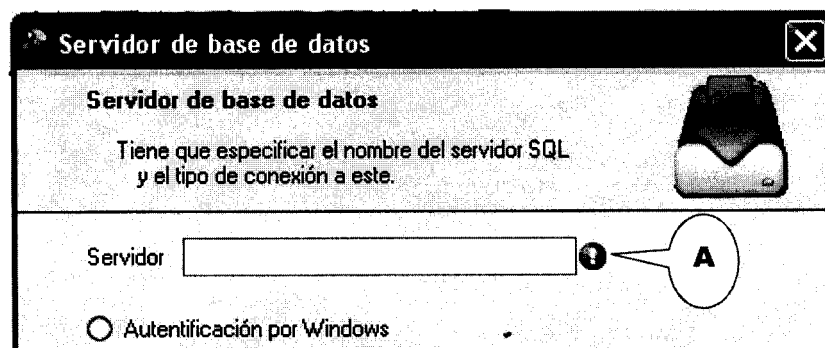 Servidor de base de datos
Servidor de base de datos
Tiene que especificar el nombre del servidor SQL
y el tipo de conexión a este.
Servidor
A
Autentificación por Windows